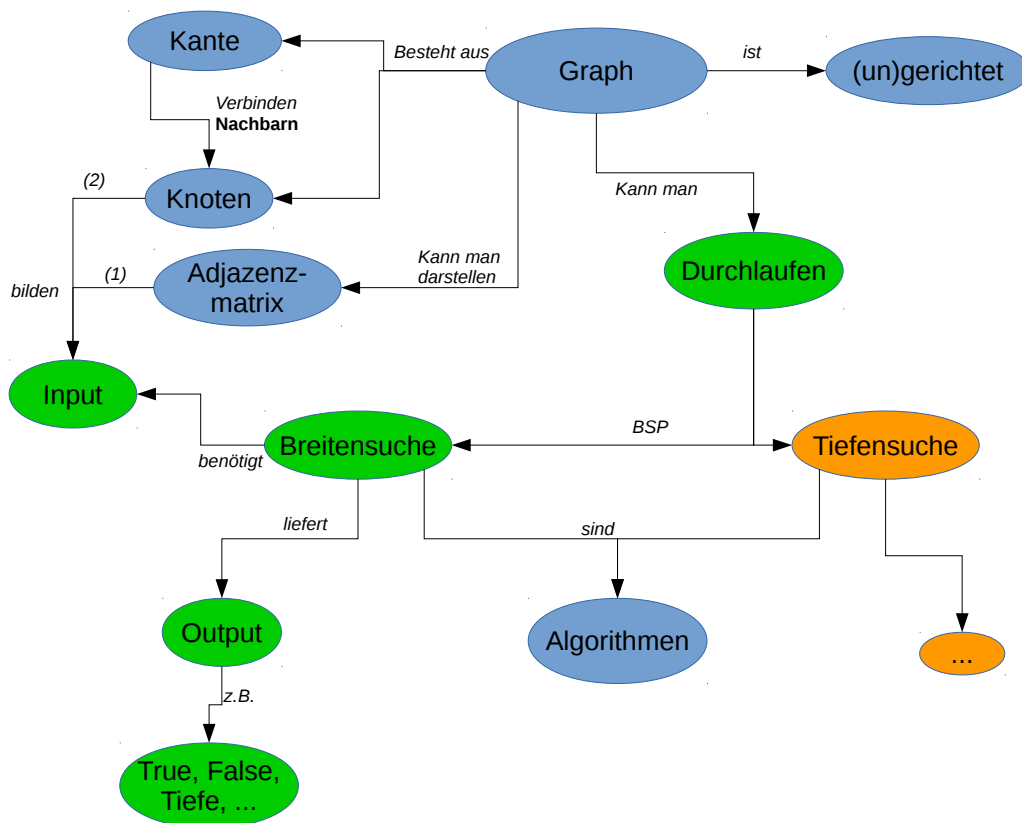 Kante
Besteht aus
Graph
ist
(un)gerichtet
Verbinden
Nachbarn
(2)
Knoten
Kann man
Kann man
darstellen
Durchlaufen
bilden
(1)
Adjazenz-
matrix
Input
benötigt
Breitensuche
BSP
Tiefensuche
liefert
sind
Output
Algorithmen
...
z.B.
True, False,
Tiefe, ...